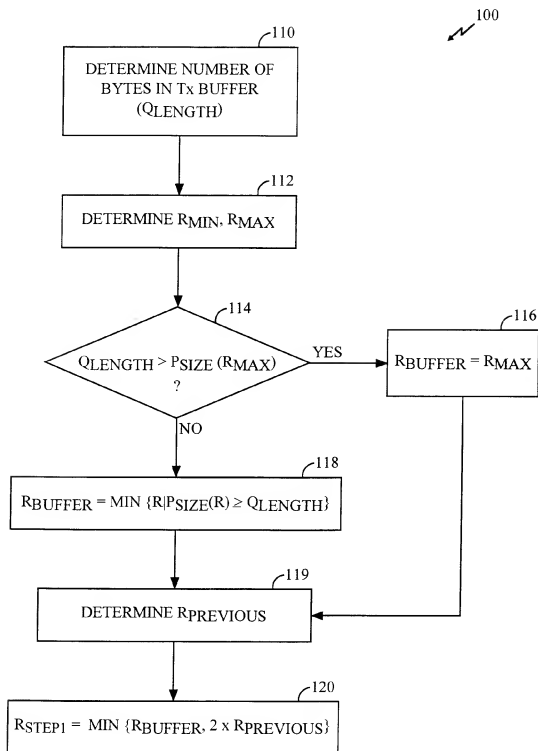 110
100
DETERMINE NUMBER OF
BYTES IN Tx BUFFER
(QLENGTH)
112
DETERMINE RMIN, RMAX
114
QLENGTH > PSIZE (RMAX)
?
YES
116
RBUFFER = RMAX
NO
118
RBUFFER = MIN {R|PSIZE(R) ≥ QLENGTH}
119
DETERMINE RPREVIOUS
120
RSTEP1 = MIN {RBUFFER, 2 x RPREVIOUS}